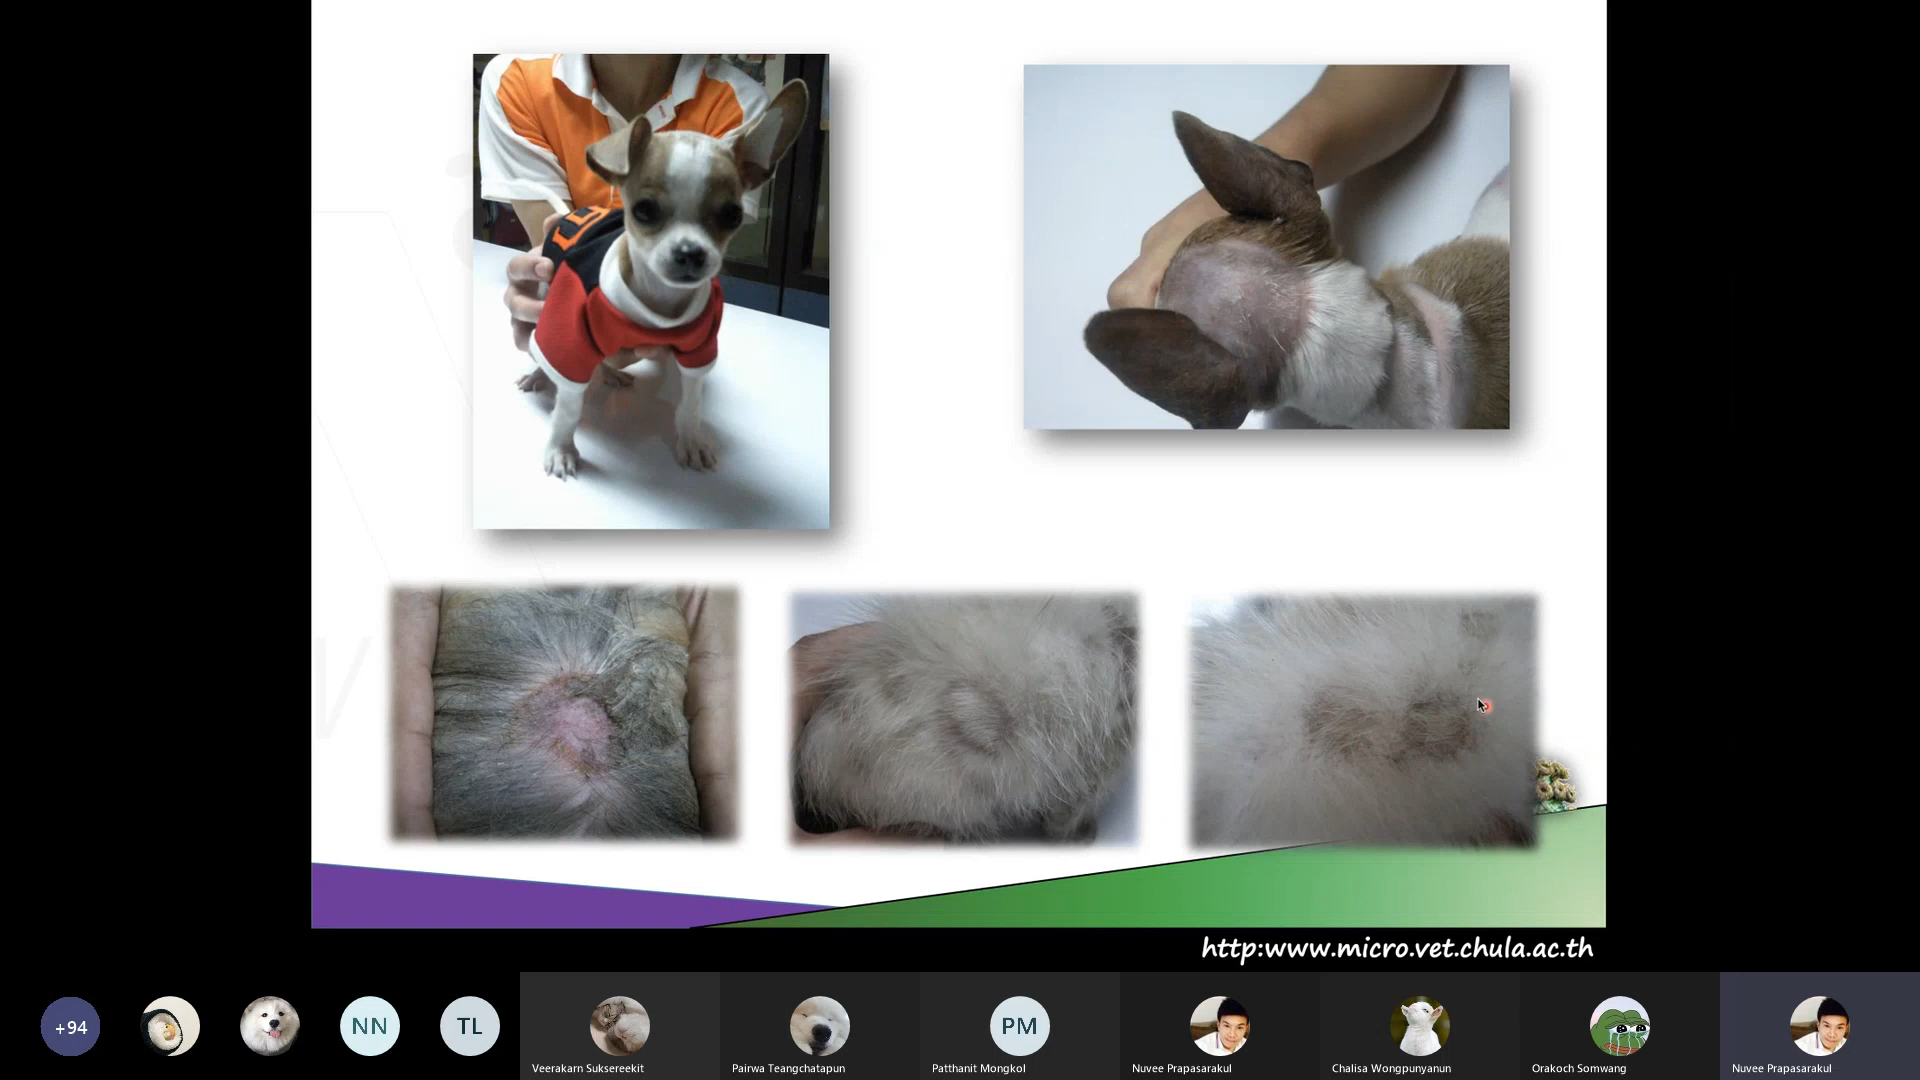 http:www.micro.vet.chula.ac.th
+94
NN
TL
PM
Veerakarn Suksereekit
Pairwa Teangchatapun
Patthanit Mongkol
Nuvee Prapasarakul
Chalisa Wongpunyanun
Orakoch Somwang
Nuvee Prapasarakul